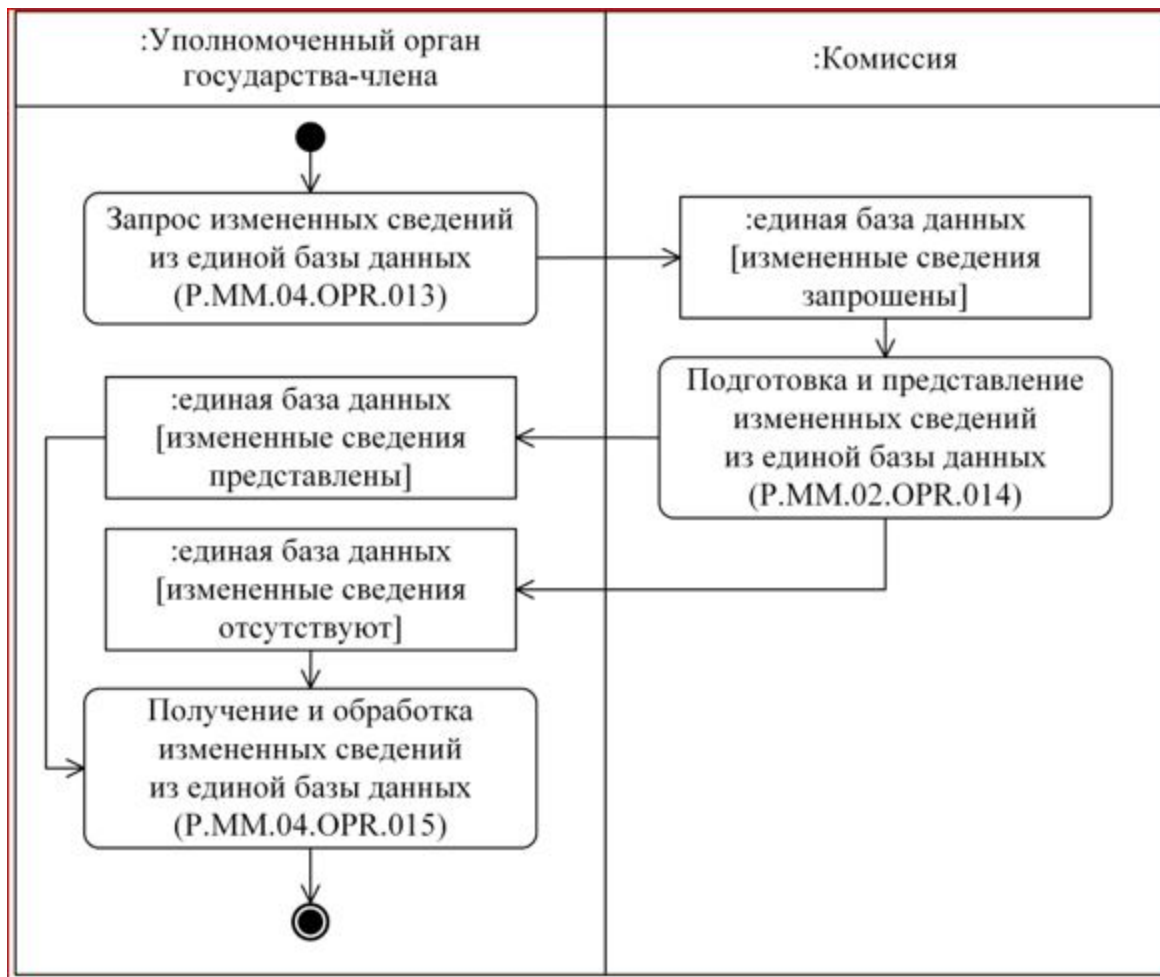 :Уполномоченный орган
государства-члена
:Комиссия
Запрос измененных сведений
из единой базы данных
(P.MM.04.OPR.013)
:единая база данных
[измененные сведения
запрошены]
Подготовка и представление
измененных сведений
из единой базы данных
(P.MM.02.OPR.014)
:единая база данных
[измененные сведения
представлены]
:единая база данных
[измененные сведения
отсутствуют]
Получение и обработка
измененных сведений
из единой базы данных
(P.MM.04.OPR.015)